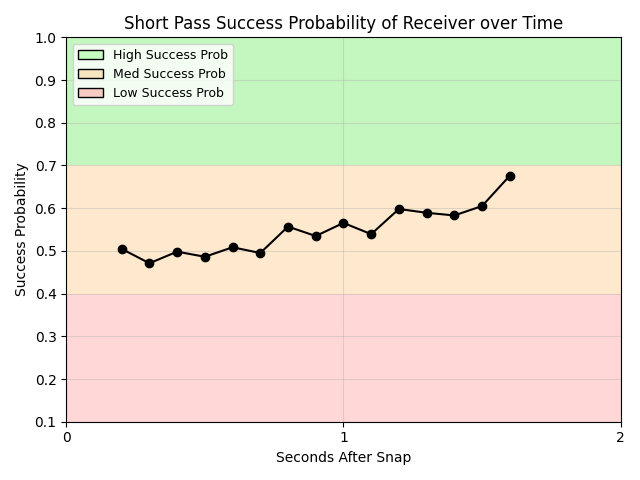 Short Pass Success Probability of Receiver over Time
1.0
High Success Prob
0.9
Med Success Prob
Low Success Prob
0.8
0.7
0.6
0.5
0.4
0.3
0.2
0.1
Success Probability
0 1 2
Seconds After Snap